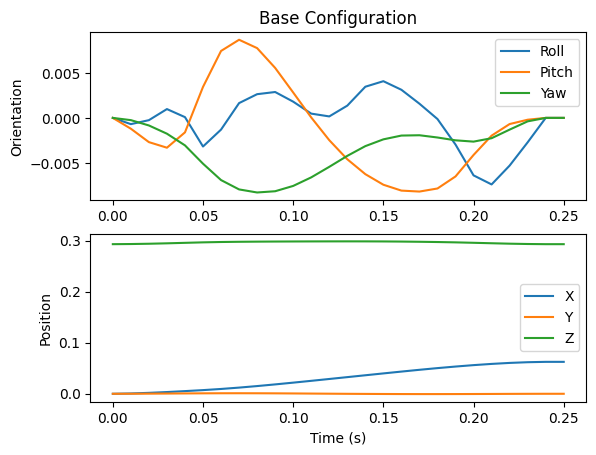 Base Configuration
Orientation
0.005
0.000
−0.005
Roll
Pitch
Yaw
0.00 0.05 0.10 0.15 0.20 0.25
Position
0.3
0.2
0.1
0.0
X
Y
Z
0.00 0.05 0.10 0.15 0.20 0.25
Time (s)